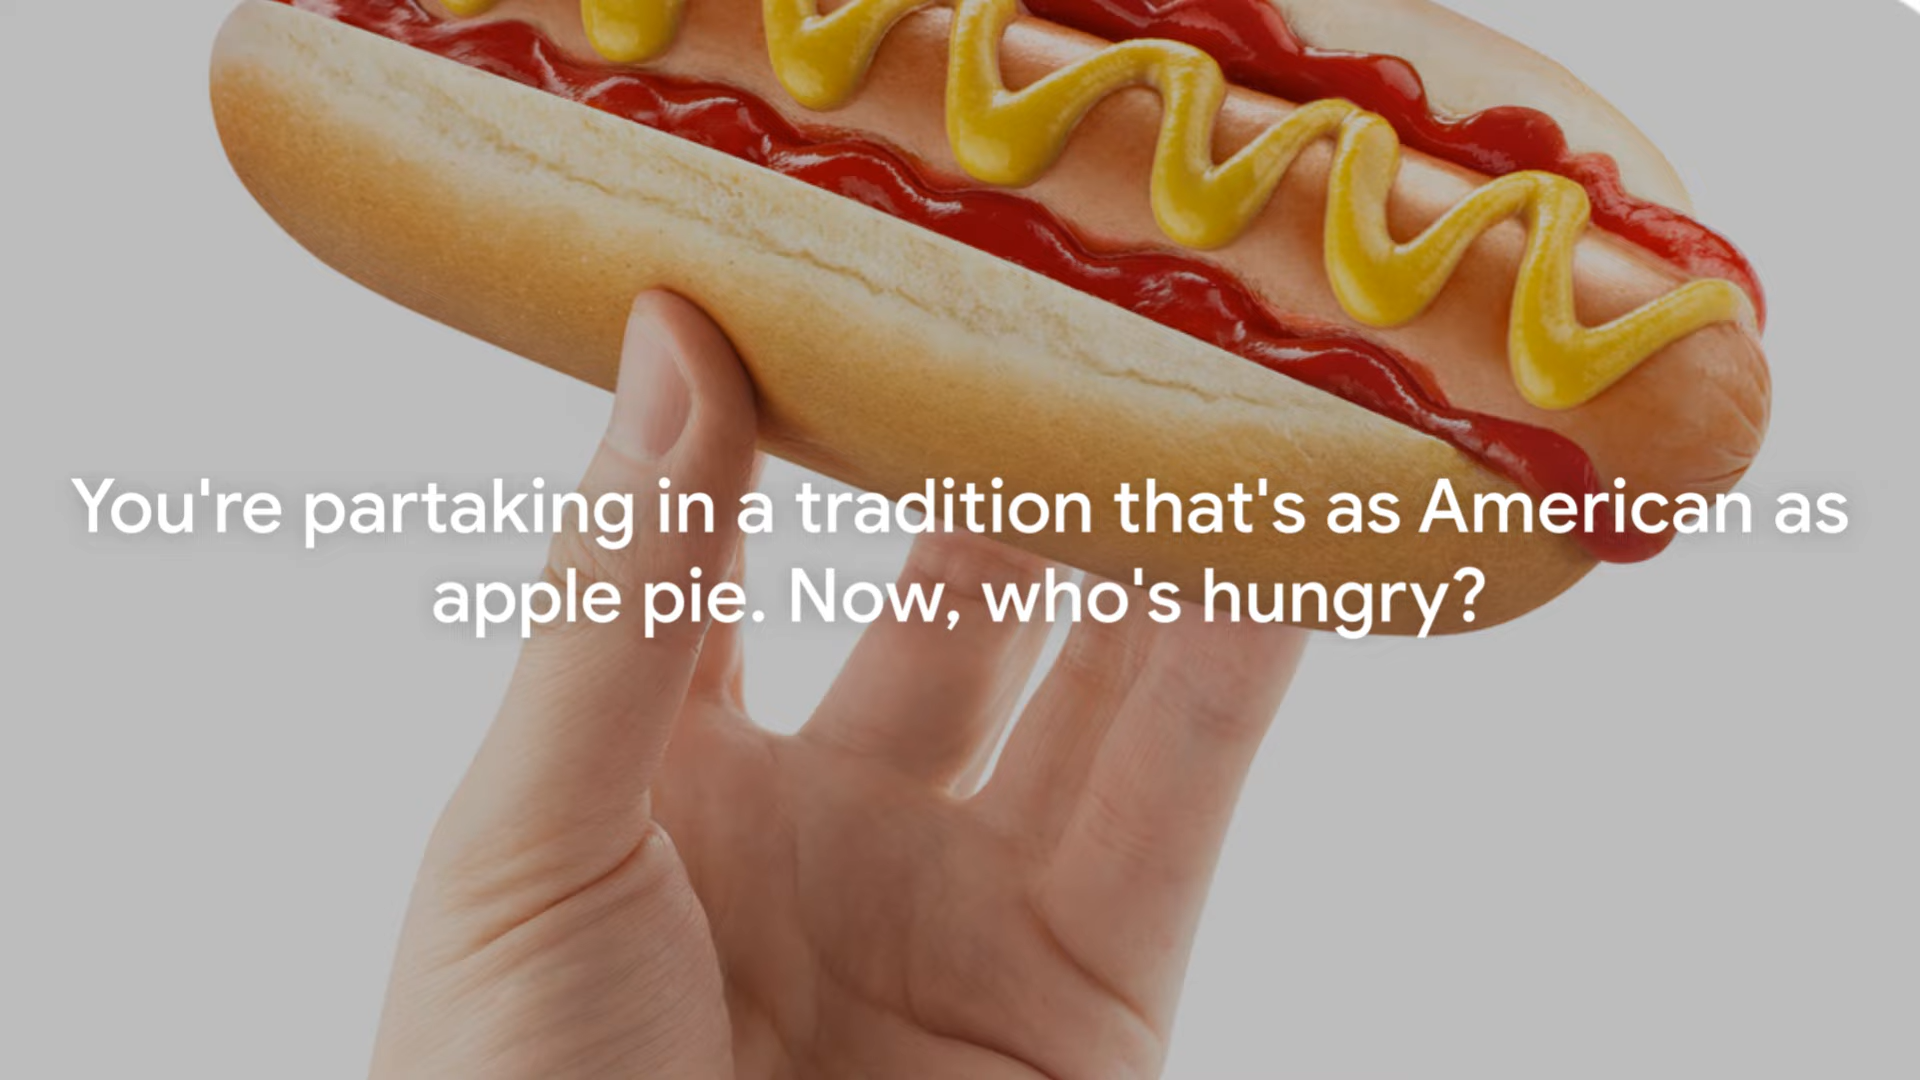 You're partaking in a tradition that's as American as
apple pie. Now, who's hungry?